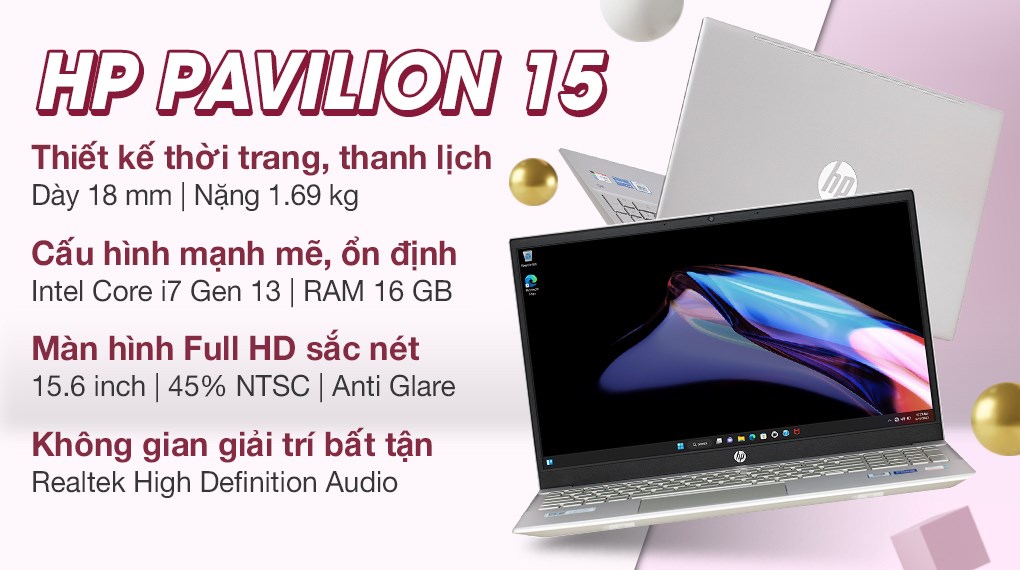 HP PAVILION 15
Thiết kế thời trang, thanh lịch
Dày 18 mm | Nặng 1.69 kg
Cấu hình mạnh mẽ, ổn định
Intel Core i7 Gen 13 | RAM 16 GB
Màn hình Full HD sắc nét
15.6 inch | 45% NTSC | Anti Glare
Không gian giải trí bất tận
Realtek High Definition Audio
hp
hp